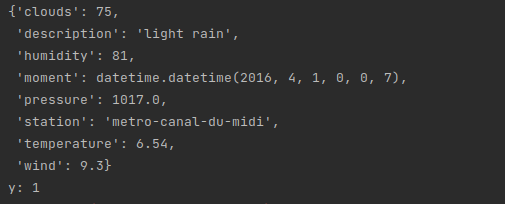 {'clouds': 75,
 'description': 'light rain',
 'humidity': 81,
 'moment': datetime.datetime(2016, 4, 1, 0, 0, 7),
 'pressure': 1017.0,
 'station': 'metro-canal-du-midi',
 'temperature': 6.54,
 'wind': 9.3}
y: 1